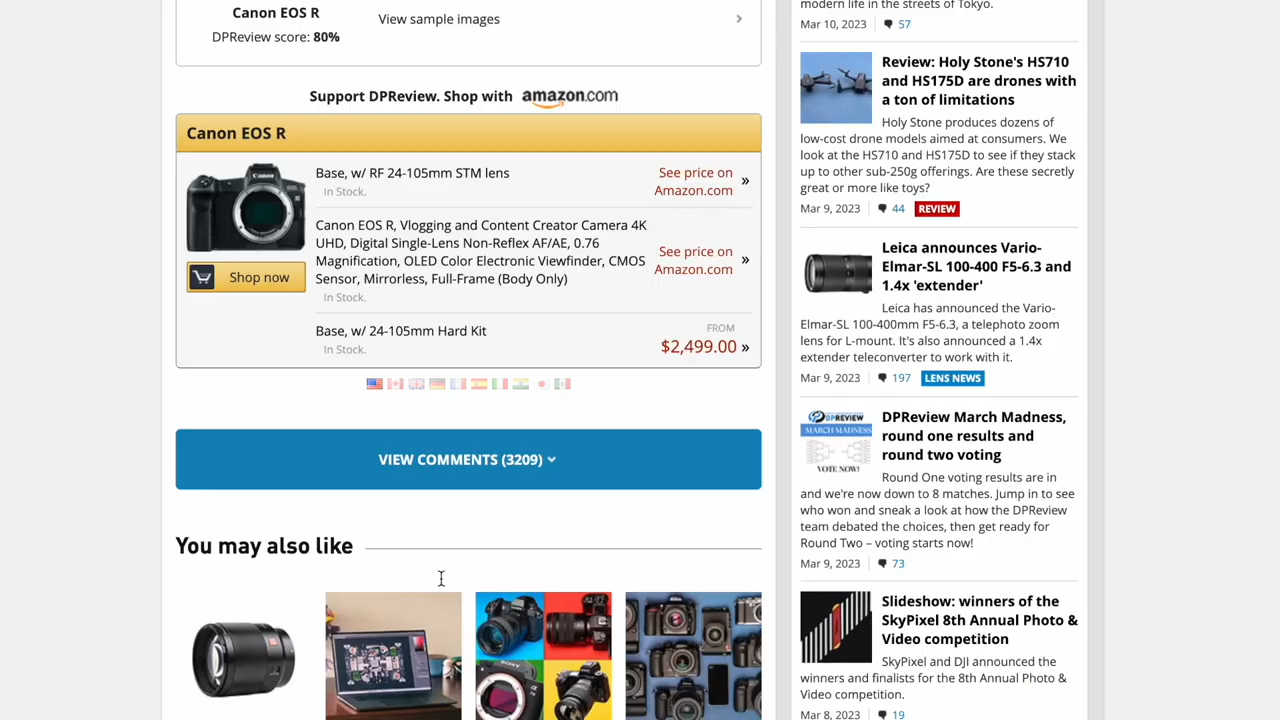 Canon EOS R
DPReview score: 80%
View sample images
Support DPReview. Shop with amazon.com
Canon EOS R
Canon
Shop now
Base, w/ RF 24-105mm STM lens
In Stock.
See price on
Amazon.com »
Canon EOS R, Vlogging and Content Creator Camera 4K
UHD, Digital Single-Lens Non-Reflex AF/AE, 0.76
Magnification, OLED Color Electronic Viewfinder, CMOS
Sensor, Mirrorless, Full-Frame (Body Only)
In Stock.
See price on
Amazon.com »
Base, w/ 24-105mm Hard Kit
In Stock.
FROM
$2,499.00 »
VIEW COMMENTS (3209)
You may also like
modern life in the streets of Tokyo.
Mar 10, 2023 57
Review: Holy Stone's HS710
and HS175D are drones with
a ton of limitations
Holy Stone produces dozens of
low-cost drone models aimed at consumers. We
look at the HS710 and HS175D to see if they stack
up to other sub-250g offerings. Are these secretly
great or more like toys?
Mar 9, 2023 44 REVIEW
Leica announces Vario-
Elmar-SL 100-400 F5-6.3 and
1.4x 'extender'
Leica has announced the Vario-
Elmar-SL 100-400mm F5-6.3, a telephoto zoom
lens for L-mount. It's also announced a 1.4x
extender teleconverter to work with it.
Mar 9, 2023 197 LENS NEWS
DPREVIEW
MARCH MADNESS
VOTE NOW!
DPReview March Madness,
round one results and
round two voting
Round One voting results are in
and we're now down to 8 matches. Jump in to see
who won and sneak a look at how the DPReview
team debated the choices, then get ready for
Round Two – voting starts now!
Mar 9, 2023 73
Slideshow: winners of the
SkyPixel 8th Annual Photo &
Video competition
SkyPixel and DJI announced the
winners and finalists for the 8th Annual Photo &
Video competition.
Mar 8, 2023 19